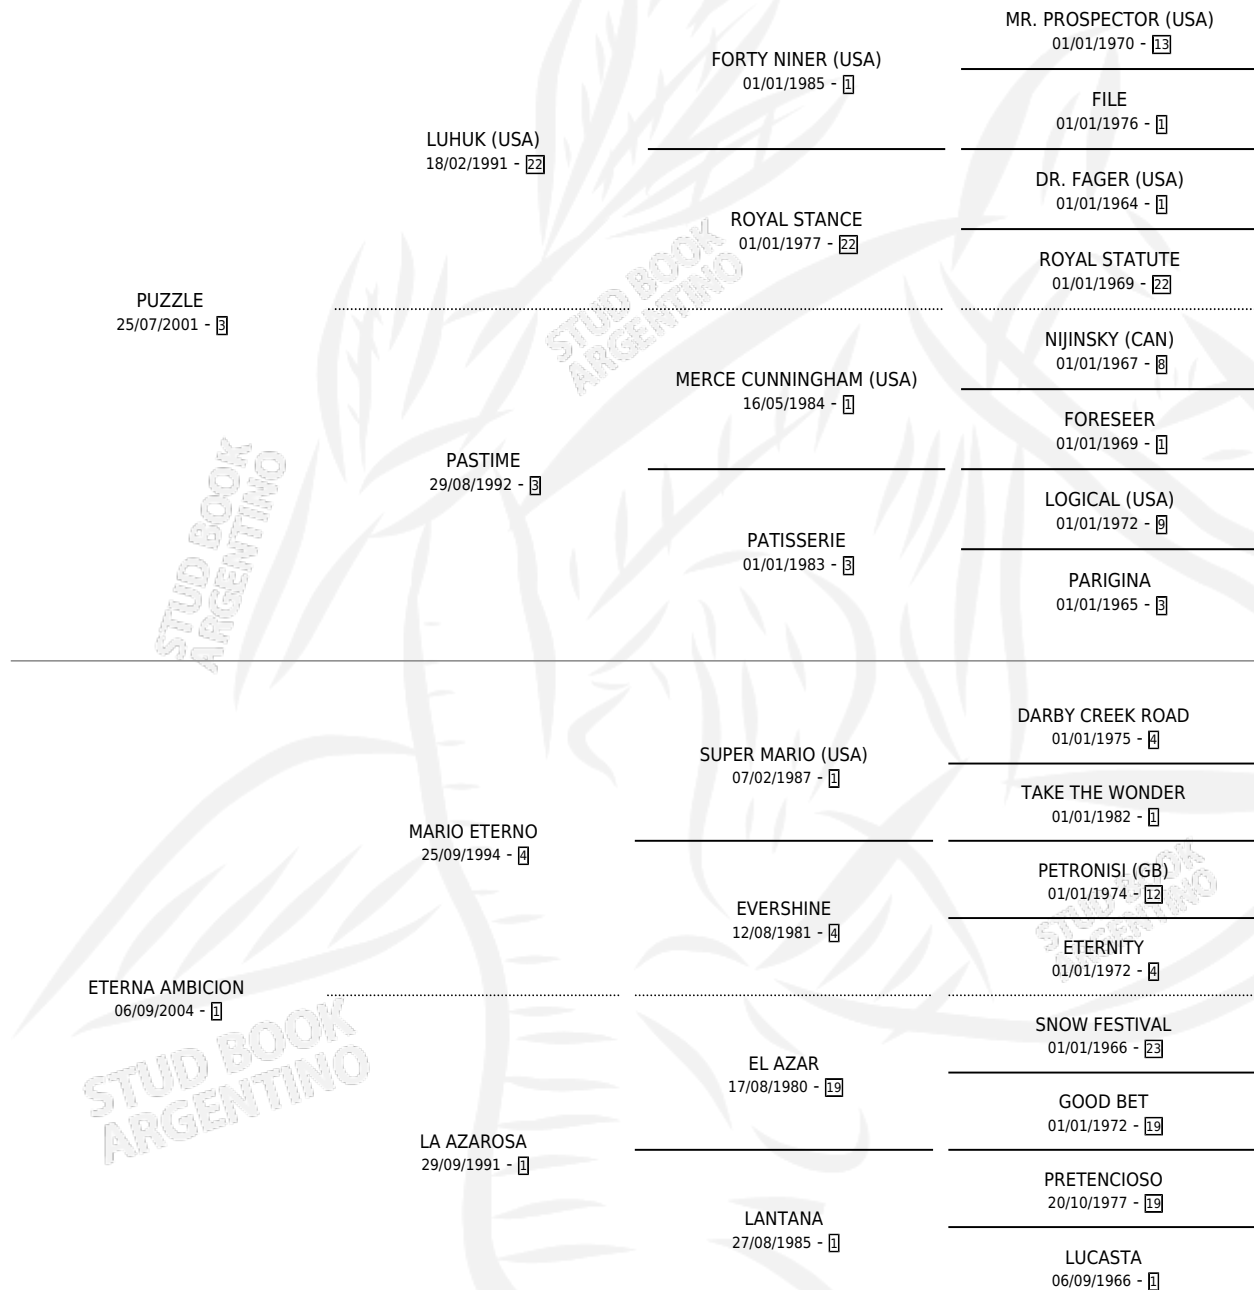 MR. PROSPECTOR (USA)
01/01/1970 - 13
FORTY NINER (USA)
01/01/1985 - 1
FILE
01/01/1976 - 1
LUHUK (USA)
18/02/1991 - 22
DR. FAGER (USA)
01/01/1964 - 1
ROYAL STANCE
01/01/1977 - 22
ROYAL STATUTE
01/01/1969 - 22
PUZZLE
25/07/2001 - 3
NIJINSKY (CAN)
01/01/1967 - 8
MERCE CUNNINGHAM (USA)
16/05/1984 - 1
FORESEER
01/01/1969 - 1
PASTIME
29/08/1992 - 3
LOGICAL (USA)
01/01/1972 - 9
PATISSERIE
01/01/1983 - 3
PARIGINA
01/01/1965 - 3
STUD BOOK
ARGENTINO
STUD BOOK
ARGENTINO
DARBY CREEK ROAD
01/01/1975 - 4
SUPER MARIO (USA)
07/02/1987 - 1
TAKE THE WONDER
01/01/1982 - 1
MARIO ETERNO
25/09/1994 - 4
PETRONISI (GB)
01/01/1974 - 12
EVERSHINE
12/08/1981 - 4
ETERNITY
01/01/1972 - 4
ETERNA AMBICION
06/09/2004 - 1
SNOW FESTIVAL
01/01/1966 - 23
EL AZAR
17/08/1980 - 19
GOOD BET
01/01/1972 - 19
LA AZAROSA
29/09/1991 - 1
PRETENCIOSO
20/10/1977 - 19
LANTANA
27/08/1985 - 1
LUCASTA
06/09/1966 - 1
STUD BOOK
ARGENTINO
STUD BOOK
ARGENTINO